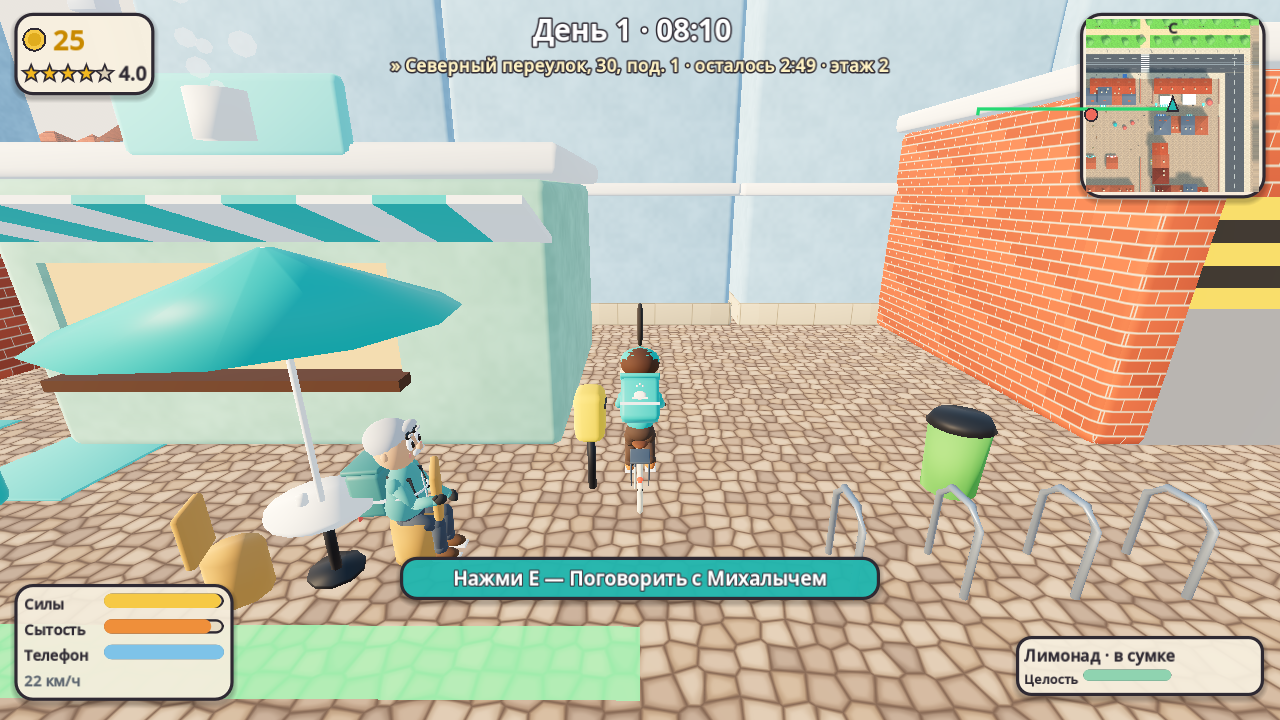 25
4.0
День 1 · 08:10
» Северный переулок, 30, под. 1 · осталось 2:49 · этаж 2
С
Нажми E — Поговорить с Михалычем
Силы
Сытость
Телефон
22 км/ч
Лимонад · в сумке
Целость